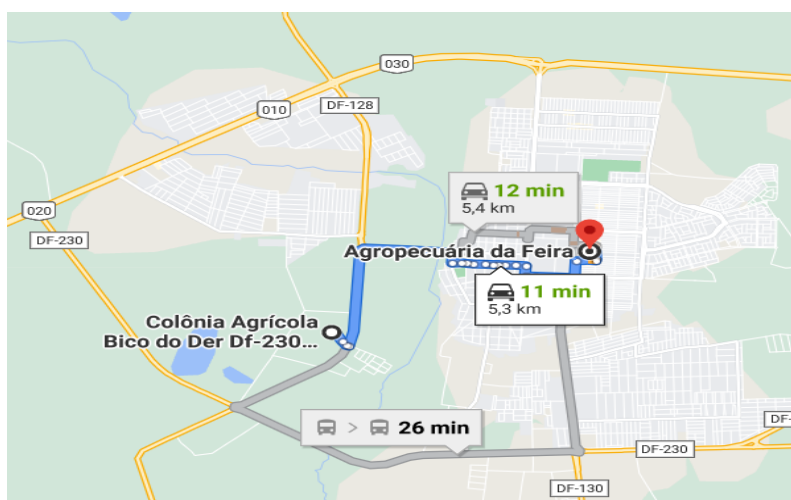 030
DF-128
010
12 min
5,4 km
020
DF-230
Agropecuária da Feira
11 min
5,3 km
Colônia Agrícola
Bico do Der Df-230...
> 26 min
DF-230
DF-
DF-130